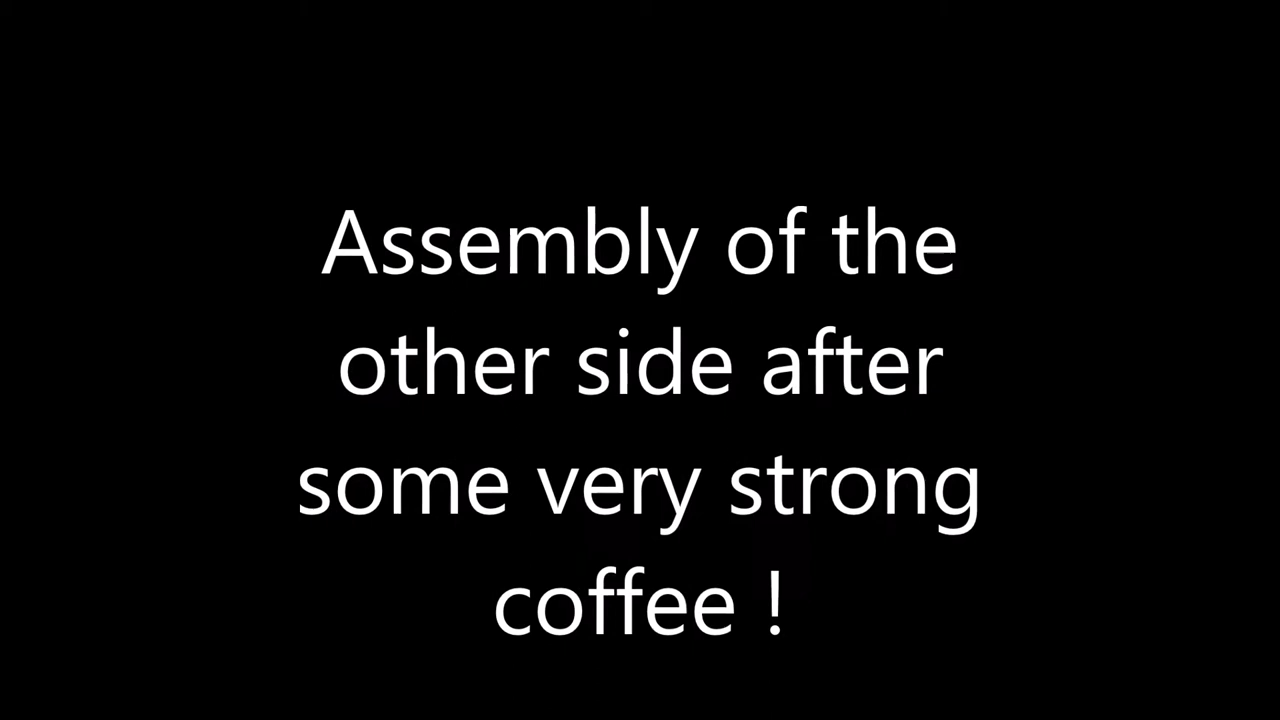 Assembly of the
other side after
some very strong
coffee !